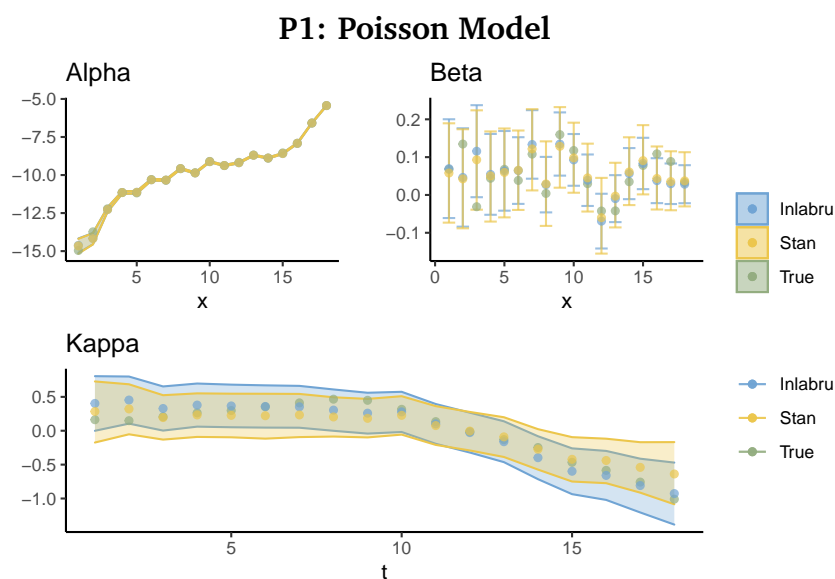 P1: Poisson Model
Alpha
−5.0
−7.5
−10.0
−12.5
−15.0
5 10 15
x
Beta
0.2
0.1
0.0
−0.1
0 5 10 15
x
Inlabru
Stan
True
Kappa
0.5
0.0
−0.5
−1.0
5 10 15
t
Inlabru
Stan
True